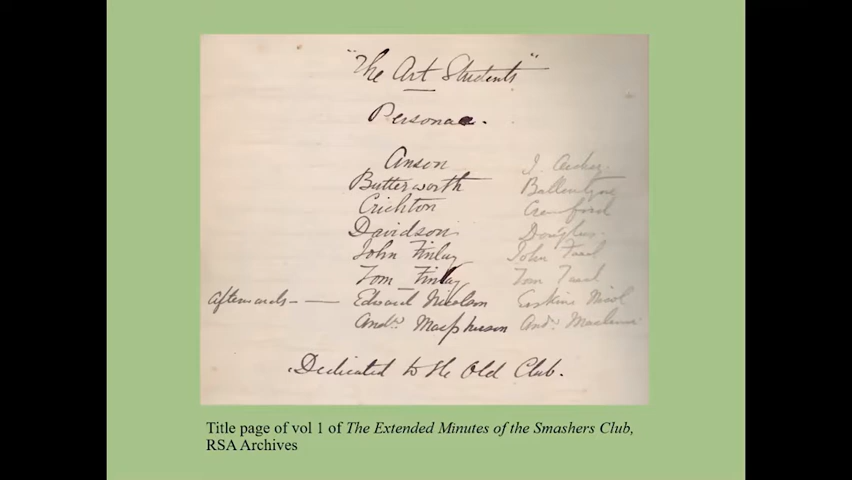 "The Art Students"
Personae.
Anson J. Archer.
Butterworth Ballantyne
Crichton Crawford
Davidson Douglas.
John Finlay John Faed
Tom Finlay Tom Faed
Afterwards - — Edward Nicolson Erskine Nicol
Andw. Macpherson Andw. Maclure
Dedicated to the Old Club.
Title page of vol 1 of The Extended Minutes of the Smashers Club,
RSA Archives